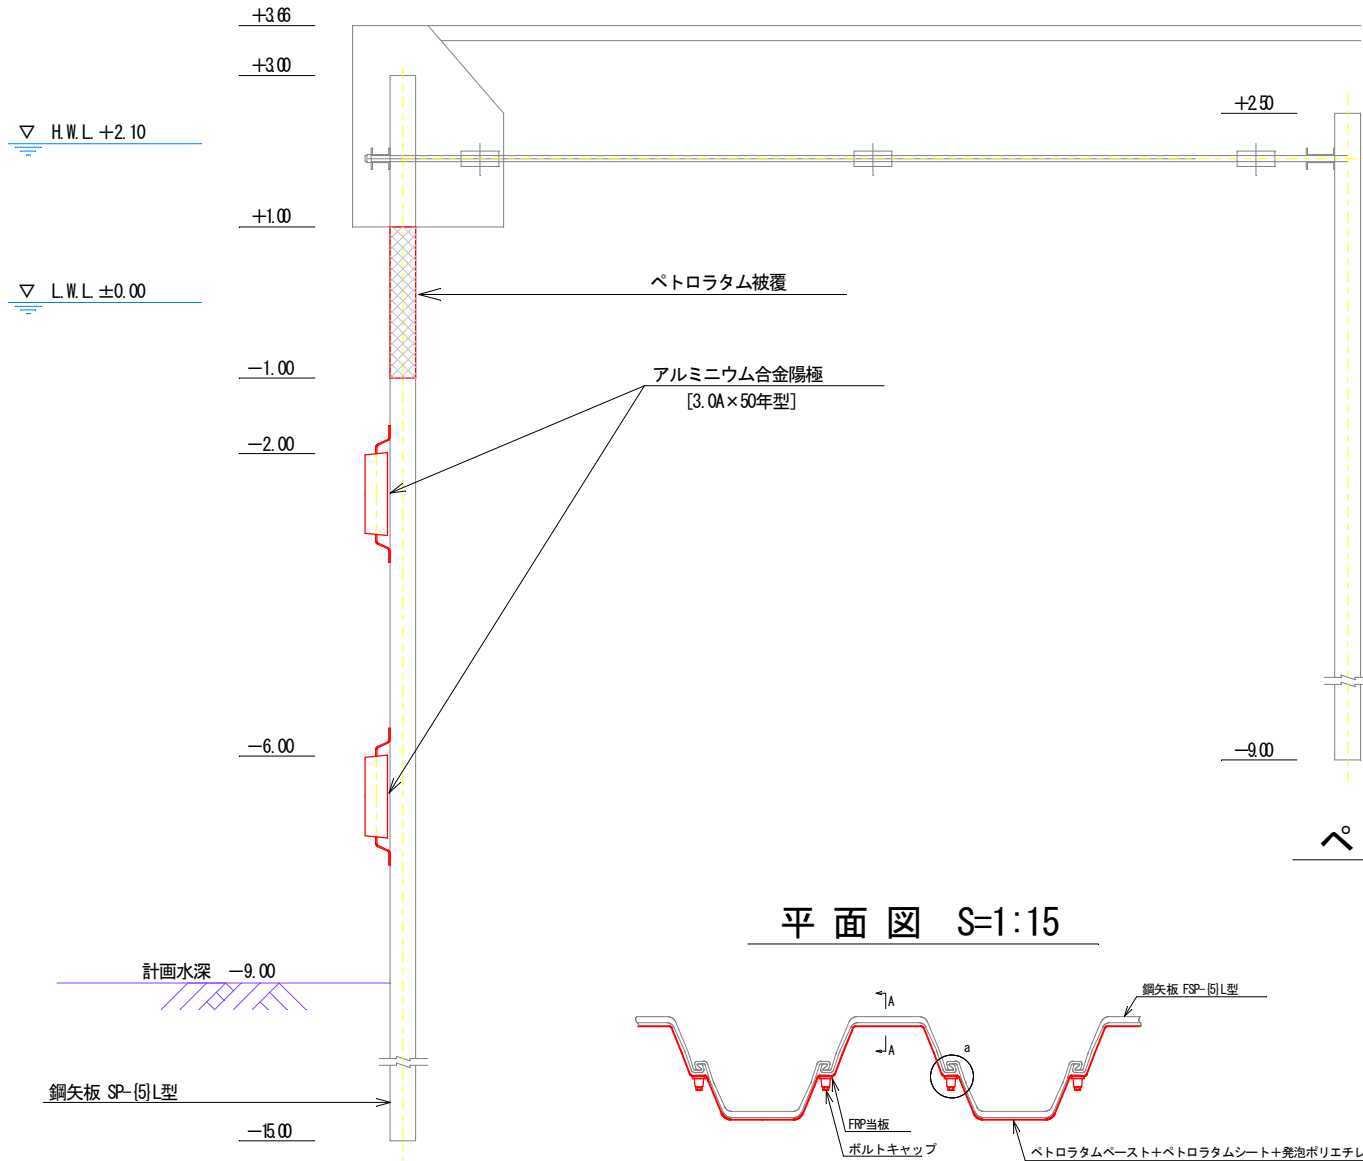 +3.66
+3.00
+2.50
▽ H.W.L. +2.10
+1.00
ペトロラタム被覆
▽ L.W.L. ±0.00
−1.00
アルミニウム合金陽極
[3.0A×50年型]
−2.00
−6.00
−9.00
ペ
平面図 S=1:15
計画水深 −9.00
鋼矢板 FSP-{5}L型
A
a
A
鋼矢板 SP-{5}L型
FRP当板
−15.00
ボルトキャップ
ペトロラタムペースト+ペトロラタムシート+発泡ポリエチレ